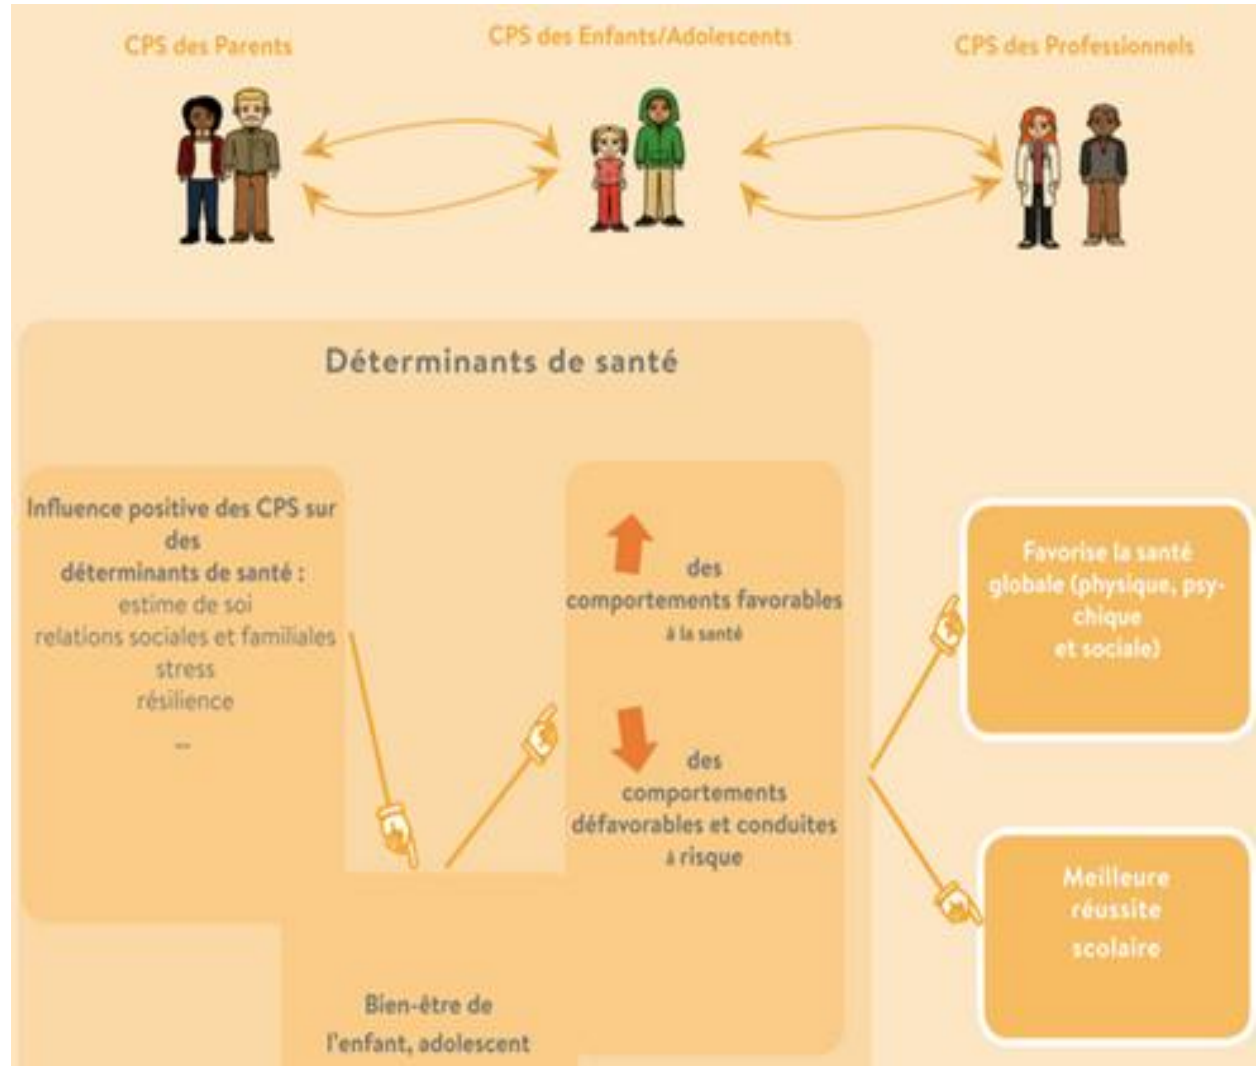 CPS des Parents
CPS des Enfants/Adolescents
CPS des Professionnels
Déterminants de santé
Influence positive des CPS sur
des
déterminants de santé :
estime de soi
relations sociales et familiales
stress
résilience
...
des
comportements favorables
à la santé
des
comportements
défavorables et conduites
à risque
Bien-être de
l'enfant, adolescent
Favorise la santé
globale (physique, psy-
chique
et sociale)
Meilleure
réussite
scolaire